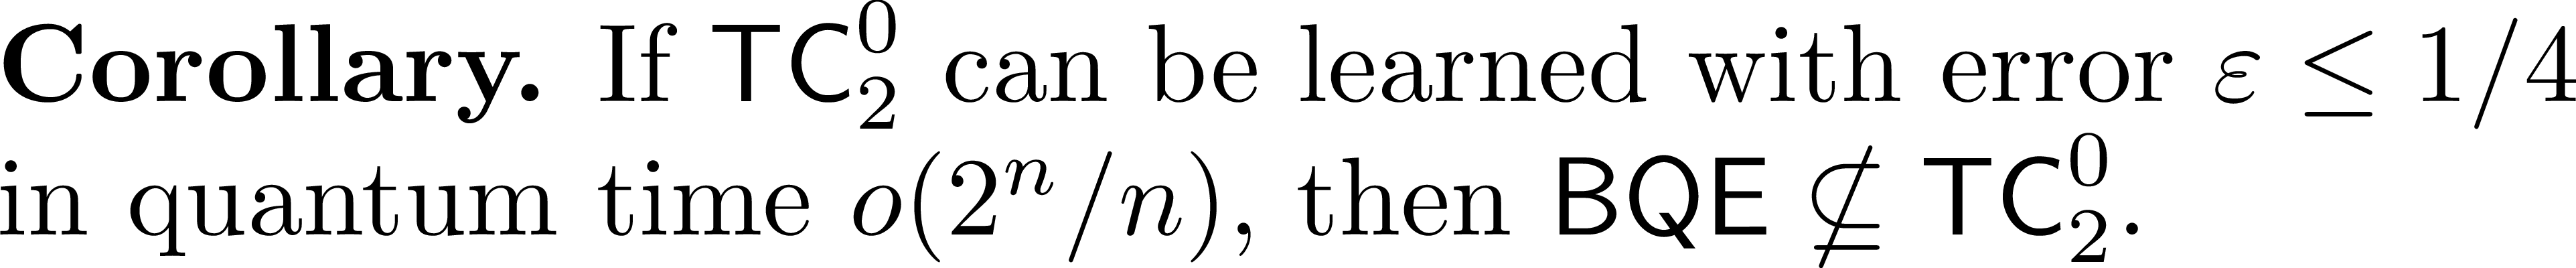 Corollary. If TC⁰₂ can be learned with error ε ≤ 1/4
in quantum time o(2ⁿ/n), then BQE ⊈ TC⁰₂.